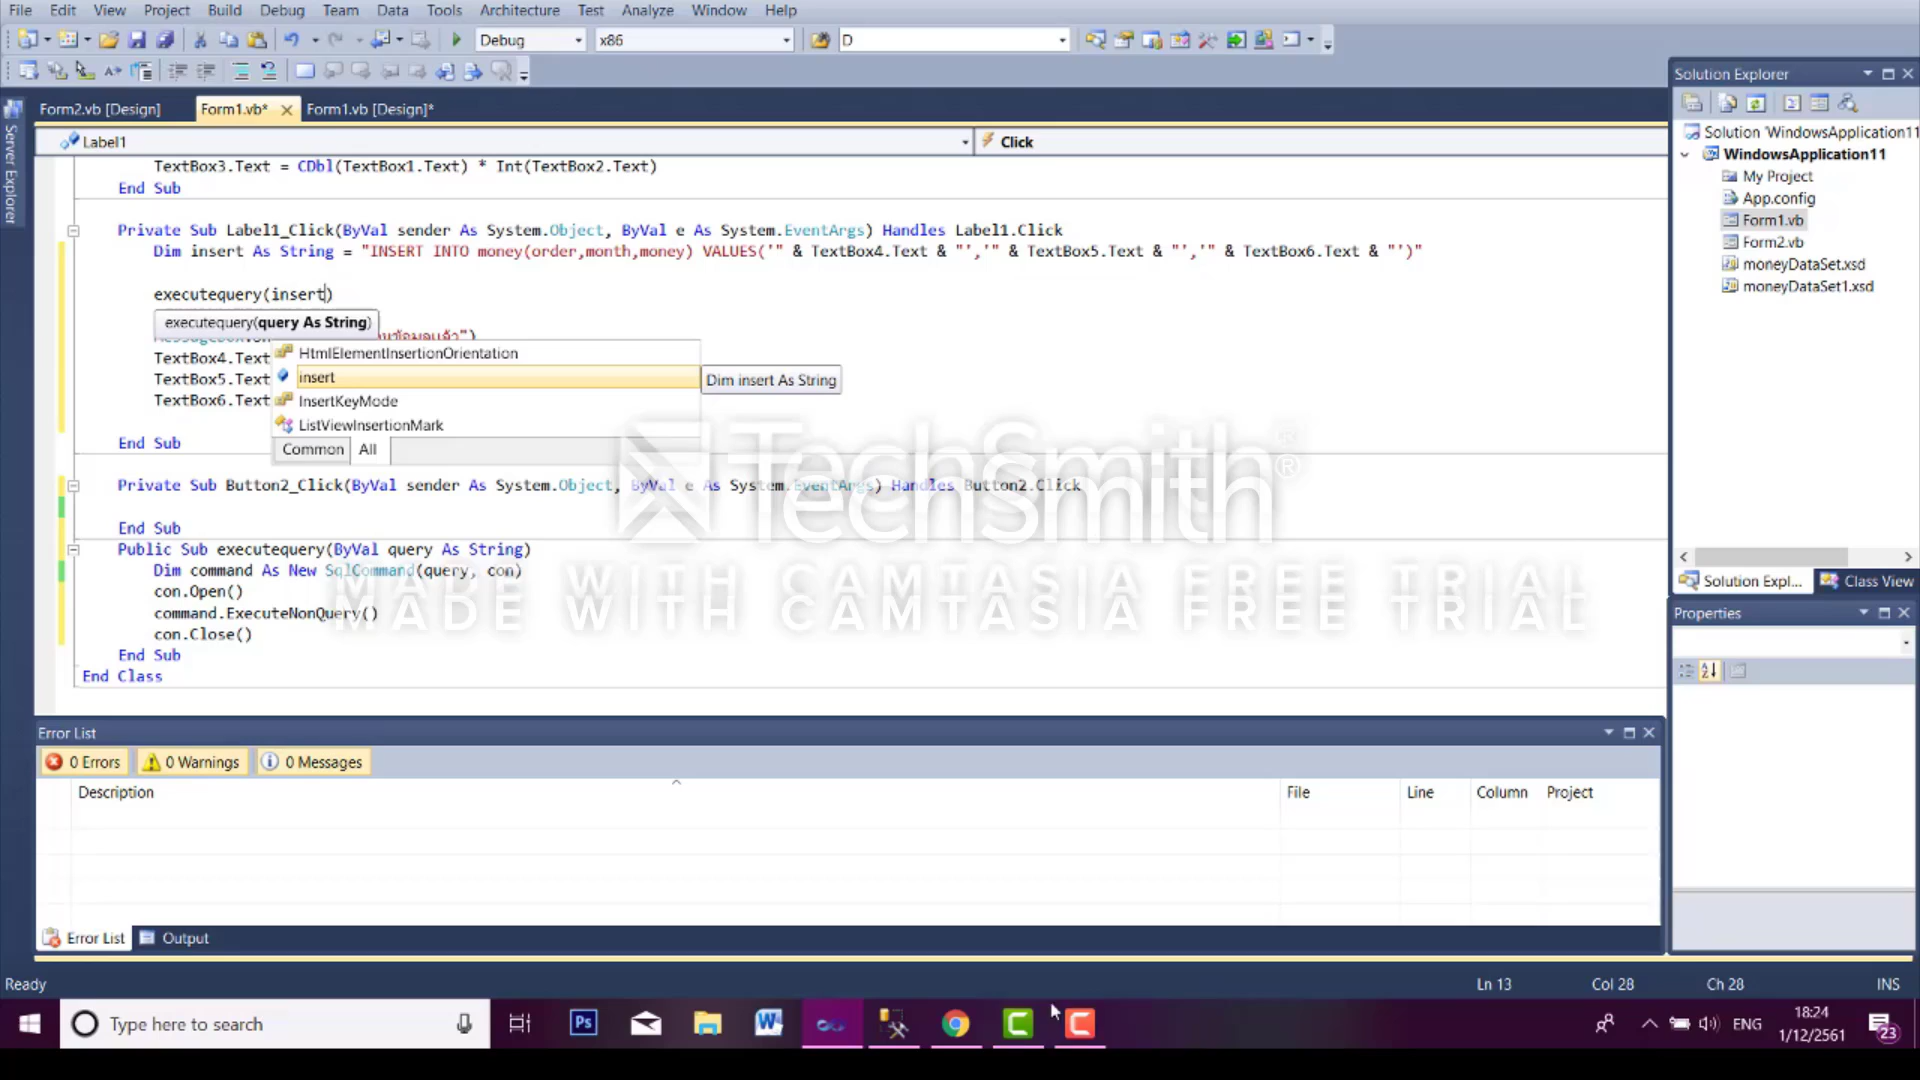 File Edit View Project Build Debug Team Data Tools Architecture Test Analyze Window Help
Debug x86 D
Form2.vb [Design] Form1.vb* Form1.vb [Design]*
Server Explorer
Label1 Click
TextBox3.Text = CDbl(TextBox1.Text) * Int(TextBox2.Text)
End Sub
Private Sub Label1_Click(ByVal sender As System.Object, ByVal e As System.EventArgs) Handles Label1.Click
Dim insert As String = "INSERT INTO money(order,month,money) VALUES('" & TextBox4.Text & "','" & TextBox5.Text & "','" & TextBox6.Text & "')"
executequery(insert)
executequery(query As String)
TextBox4.Text
TextBox5.Text
TextBox6.Text
HtmlElementInsertionOrientation
insert
Dim insert As String
InsertKeyMode
ListViewInsertionMark
Common All
End Sub
Private Sub Button2_Click(ByVal sender As System.Object, ByVal e As System.EventArgs) Handles Button2.Click
End Sub
Public Sub executequery(ByVal query As String)
Dim command As New SqlCommand(query, con)
con.Open()
command.ExecuteNonQuery()
con.Close()
End Sub
End Class
TechSmith®
MADE WITH CAMTASIA FREE TRIAL
Solution Explorer
Solution 'WindowsApplication11
WindowsApplication11
My Project
App.config
Form1.vb
Form2.vb
moneyDataSet.xsd
moneyDataSet1.xsd
Solution Expl... Class View
Properties
Error List
0 Errors 0 Warnings 0 Messages
Description File Line Column Project
Error List Output
Ready Ln 13 Col 28 Ch 28 INS
Type here to search
Ps
W
ENG
18:24
1/12/2561
23